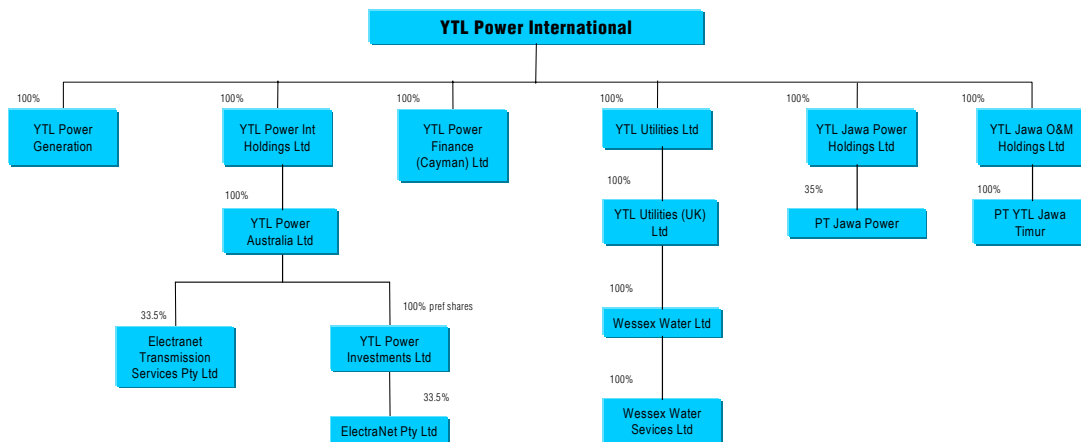 YTL Power International
100%
100%
100%
100%
100%
100%
YTL Power
Generation
YTL Power Int
Holdings Ltd
YTL Power
Finance
(Cayman) Ltd
YTL Utilities Ltd
YTL Jawa Power
Holdings Ltd
YTL Jawa O&M
Holdings Ltd
100%
100%
35%
100%
YTL Power
Australia Ltd
YTL Utilities (UK)
Ltd
PT Jawa Power
PT YTL Jawa
Timur
33.5%
100% pref shares
100%
Electranet
Transmission
Services Pty Ltd
YTL Power
Investments Ltd
Wessex Water Ltd
33.5%
100%
ElectraNet Pty Ltd
Wessex Water
Sevices Ltd